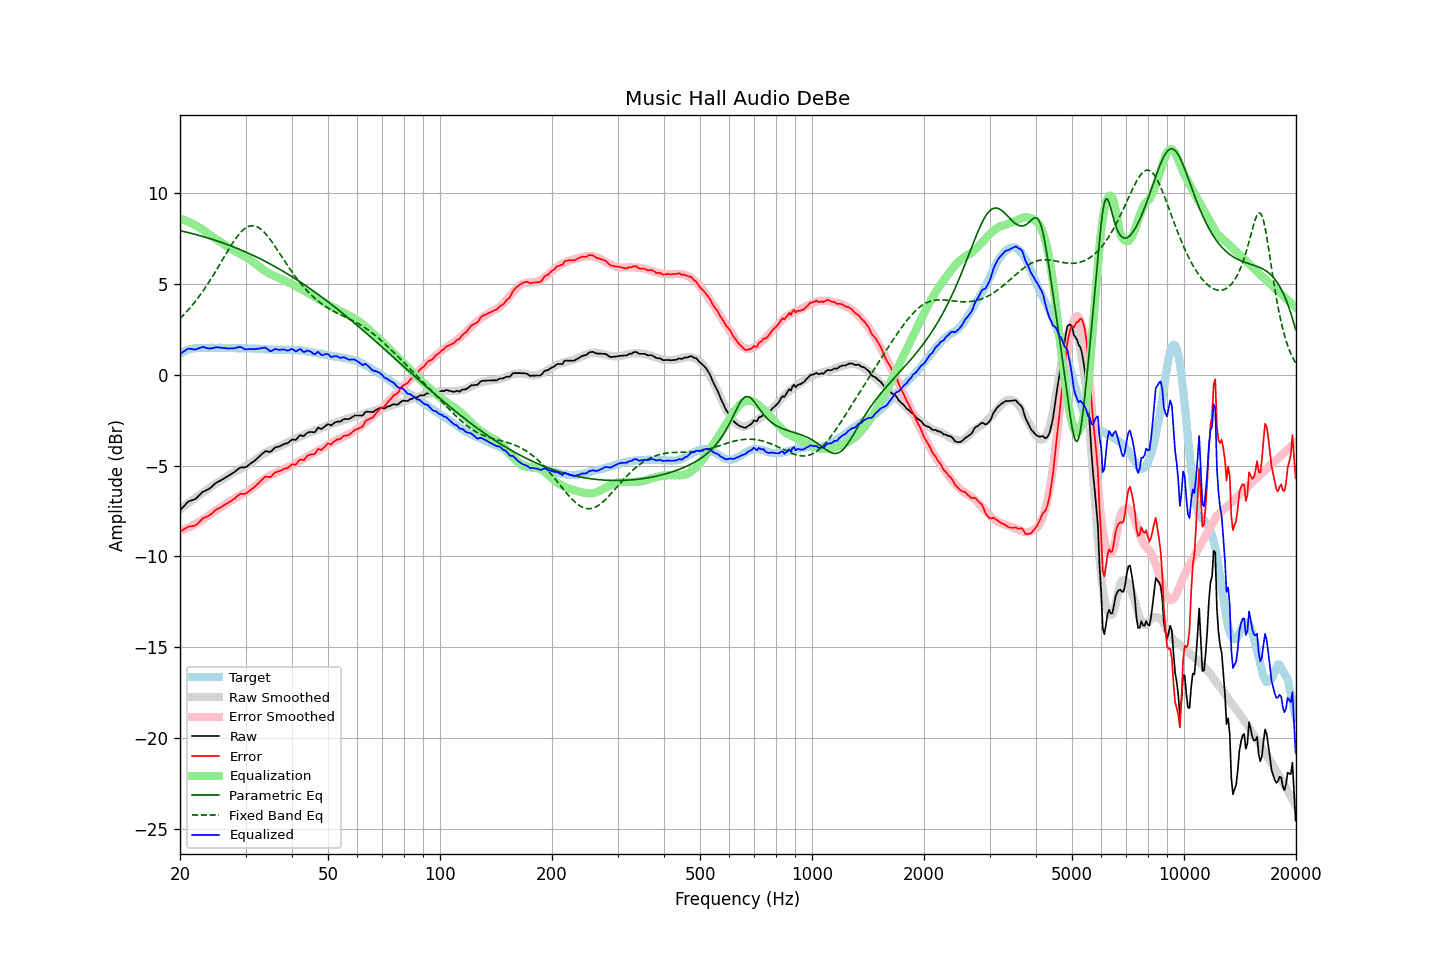 Music Hall Audio DeBe
Amplitude (dBr)
10
5
0
−5
−10
−15
−20
−25
Target
Raw Smoothed
Error Smoothed
Raw
Error
Equalization
Parametric Eq
Fixed Band Eq
Equalized
20 50 100 200 500 1000 2000 5000 10000 20000
Frequency (Hz)